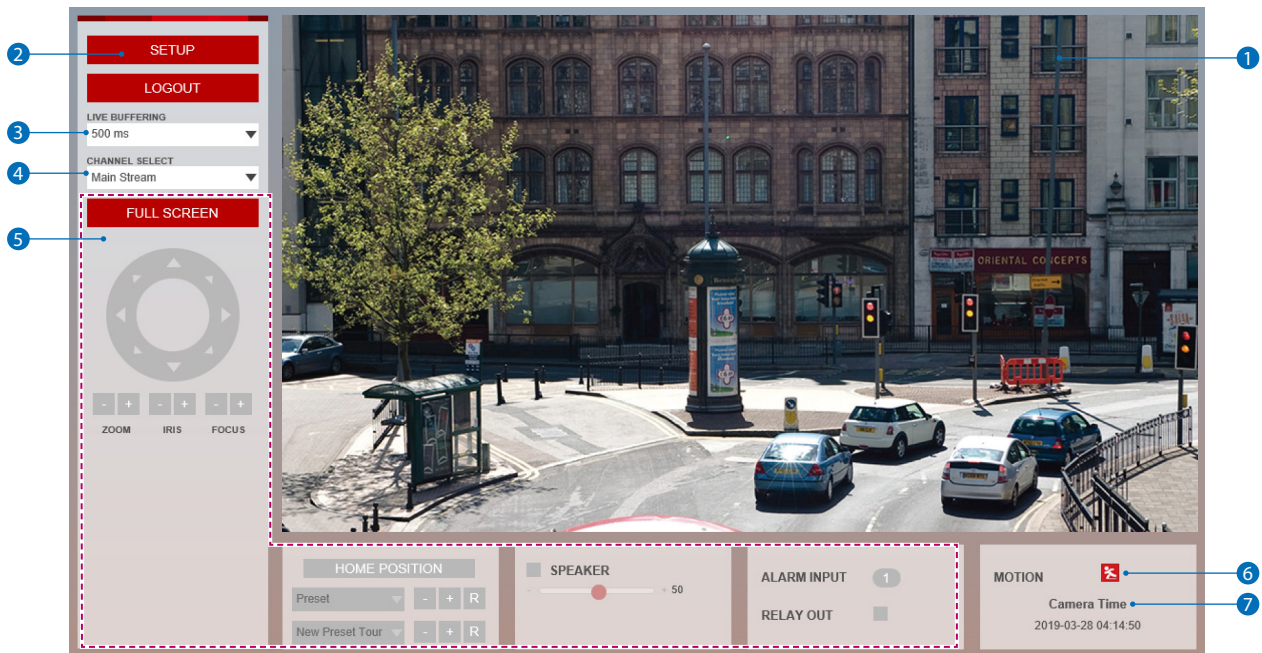 2
SETUP
LOGOUT
LIVE BUFFERING
3
500 ms
CHANNEL SELECT
4
Main Stream
FULL SCREEN
5
- + - + - +
ZOOM IRIS FOCUS
1
ORIENTAL CONCEPTS
HOME POSITION
Preset - + R
New Preset Tour - + R
SPEAKER
- + 50
ALARM INPUT 1
RELAY OUT
MOTION
6
Camera Time
7
2019-03-28 04:14:50